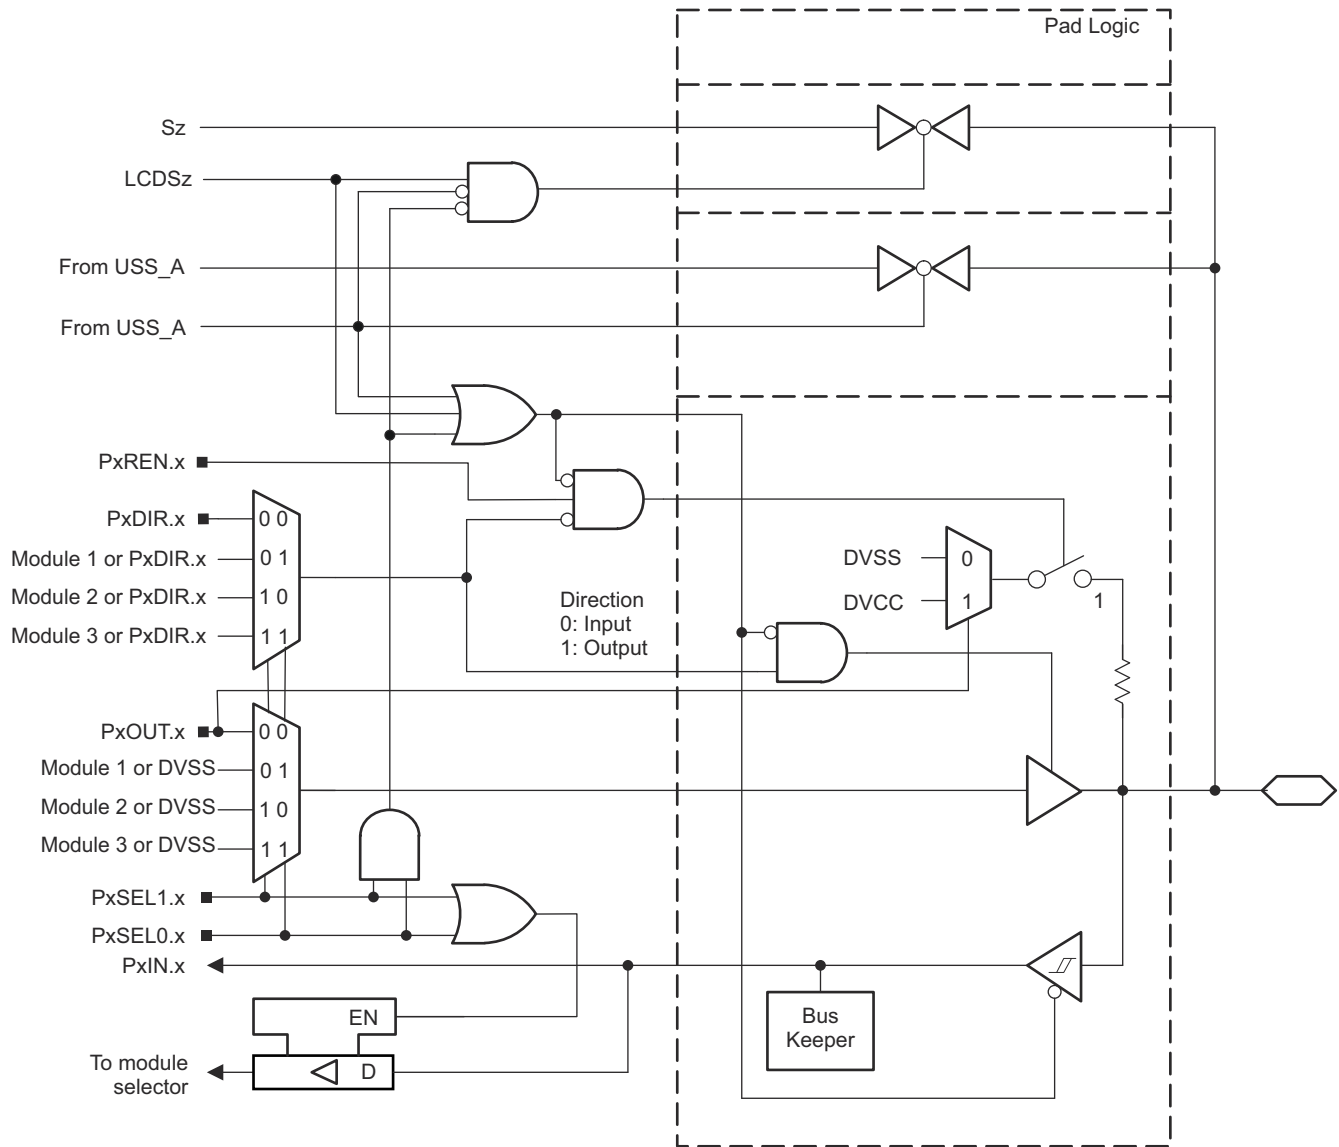 Pad Logic
Sz
LCDSz
From USS_A
From USS_A
PxREN.x
PxDIR.x
0 0
Module 1 or PxDIR.x
0 1
Module 2 or PxDIR.x
1 0
Module 3 or PxDIR.x
1 1
Direction
0: Input
1: Output
DVSS
0
DVCC
1
1
PxOUT.x
0 0
Module 1 or DVSS
0 1
Module 2 or DVSS
1 0
Module 3 or DVSS
1 1
PxSEL1.x
PxSEL0.x
PxIN.x
EN
Bus
Keeper
To module
selector
D